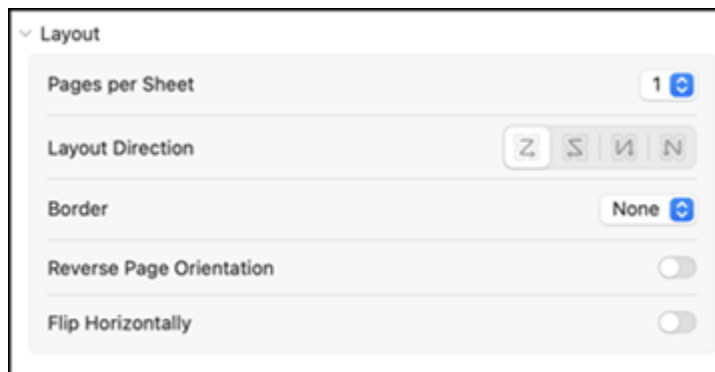 Layout
Pages per Sheet 1
Layout Direction
Border None
Reverse Page Orientation
Flip Horizontally